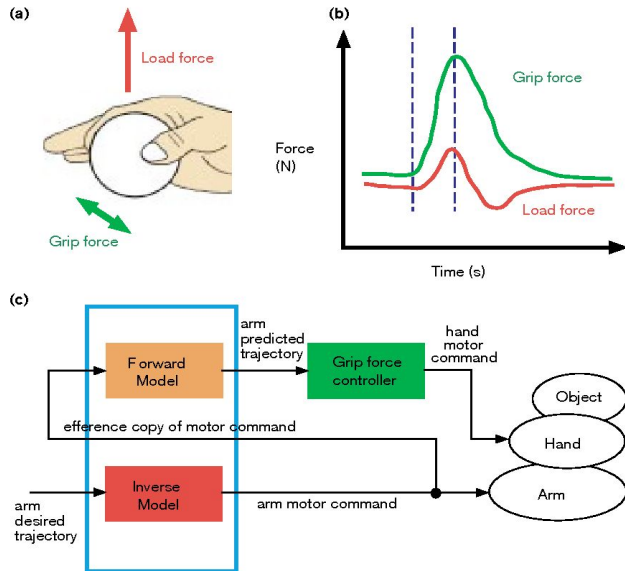 (a)
Load force
Grip force
(b)
Grip force
Force
(N)
Load force
Time (s)
(c)
arm
predicted
trajectory
hand
motor
command
Forward
Model
Grip force
controller
Object
efference copy of motor command
Hand
Inverse
Model
arm motor command
Arm
arm
desired
trajectory